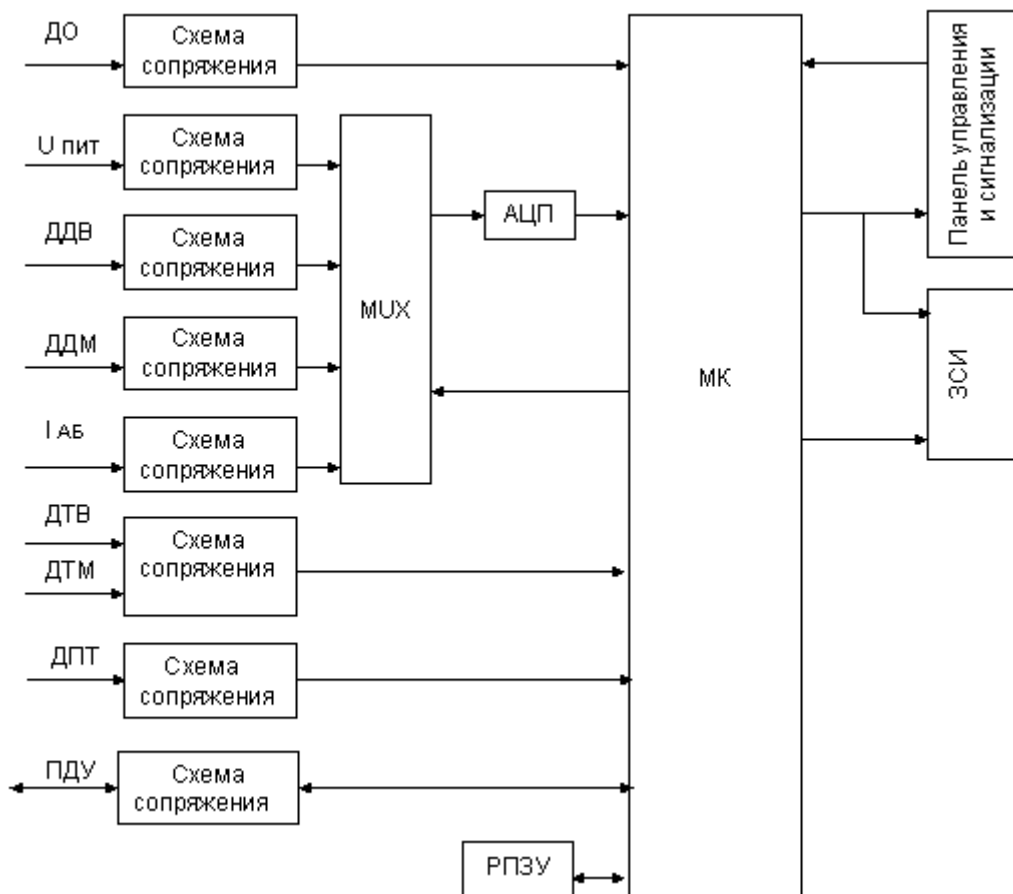 ДО
Схема
сопряжения
U пит
Схема
сопряжения
ДДВ
Схема
сопряжения
ДДМ
Схема
сопряжения
I АБ
Схема
сопряжения
ДТВ
ДТМ
Схема
сопряжения
ДПТ
Схема
сопряжения
ПДУ
Схема
сопряжения
MUX
АЦП
РПЗУ
МК
Панель управления
и сигнализации
ЗСИ